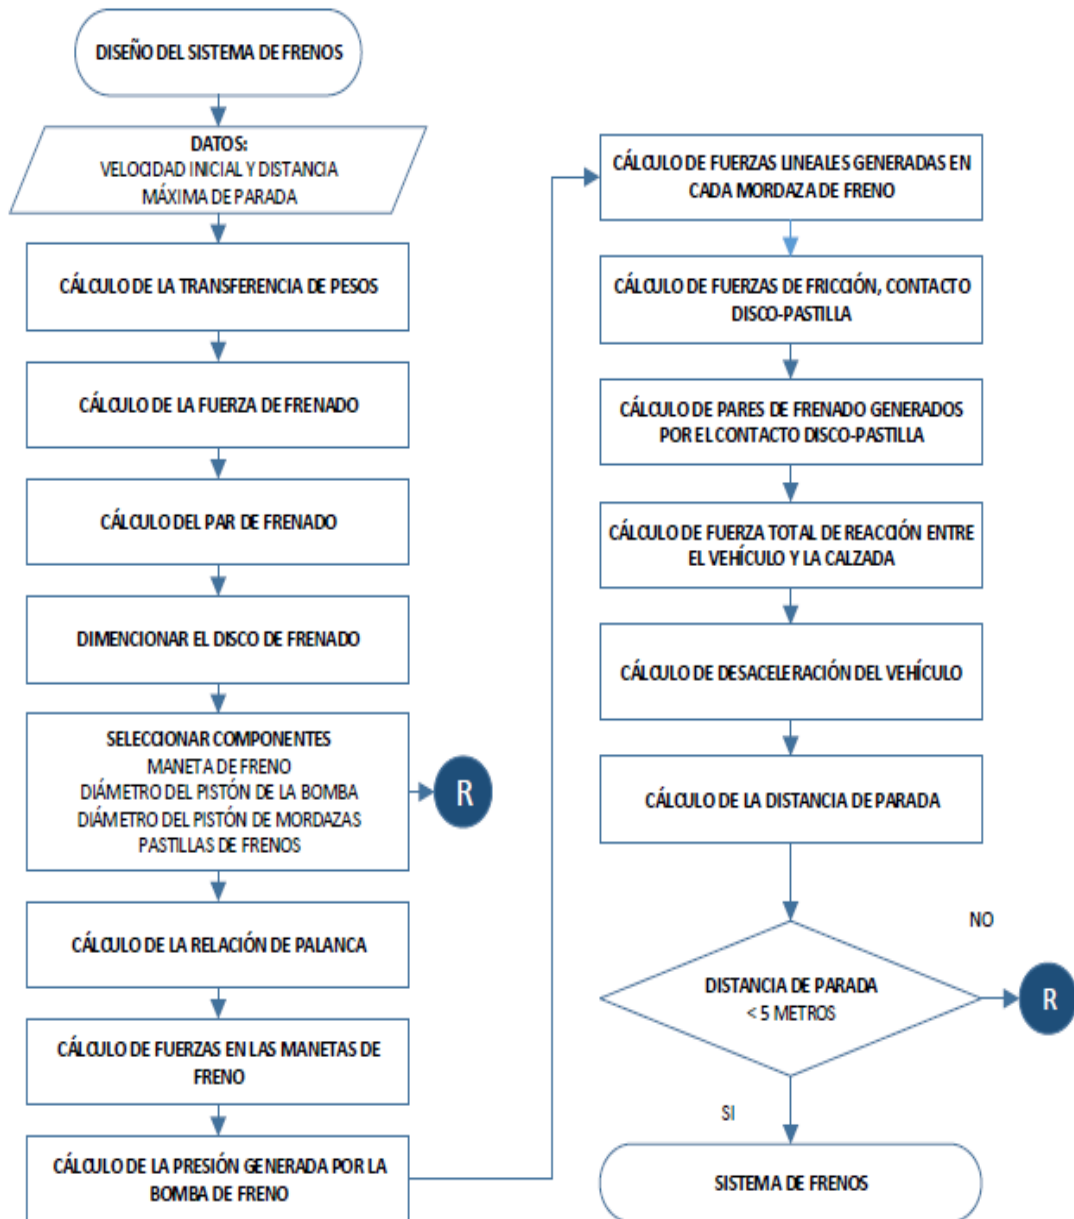 DISEÑO DEL SISTEMA DE FRENOS
DATOS:
VELOCIDAD INICIAL Y DISTANCIA
MÁXIMA DE PARADA
CÁLCULO DE LA TRANSFERENCIA DE PESOS
CÁLCULO DE LA FUERZA DE FRENADO
CÁLCULO DEL PAR DE FRENADO
DIMENCIONAR EL DISCO DE FRENADO
SELECCIONAR COMPONENTES
MANETA DE FRENO
DIÁMETRO DEL PISTÓN DE LA BOMBA
DIÁMETRO DEL PISTÓN DE MORDAZAS
PASTILLAS DE FRENOS
R
CÁLCULO DE LA RELACIÓN DE PALANCA
CÁLCULO DE FUERZAS EN LAS MANETAS DE
FRENO
CÁLCULO DE LA PRESIÓN GENERADA POR LA
BOMBA DE FRENO
CÁLCULO DE FUERZAS LINEALES GENERADAS EN
CADA MORDAZA DE FRENO
CÁLCULO DE FUERZAS DE FRICCIÓN, CONTACTO
DISCO-PASTILLA
CÁLCULO DE PARES DE FRENADO GENERADOS
POR EL CONTACTO DISCO-PASTILLA
CÁLCULO DE FUERZA TOTAL DE REACCIÓN ENTRE
EL VEHÍCULO Y LA CALZADA
CÁLCULO DE DESACELERACIÓN DEL VEHÍCULO
CÁLCULO DE LA DISTANCIA DE PARADA
DISTANCIA DE PARADA
< 5 METROS
NO
R
SI
SISTEMA DE FRENOS